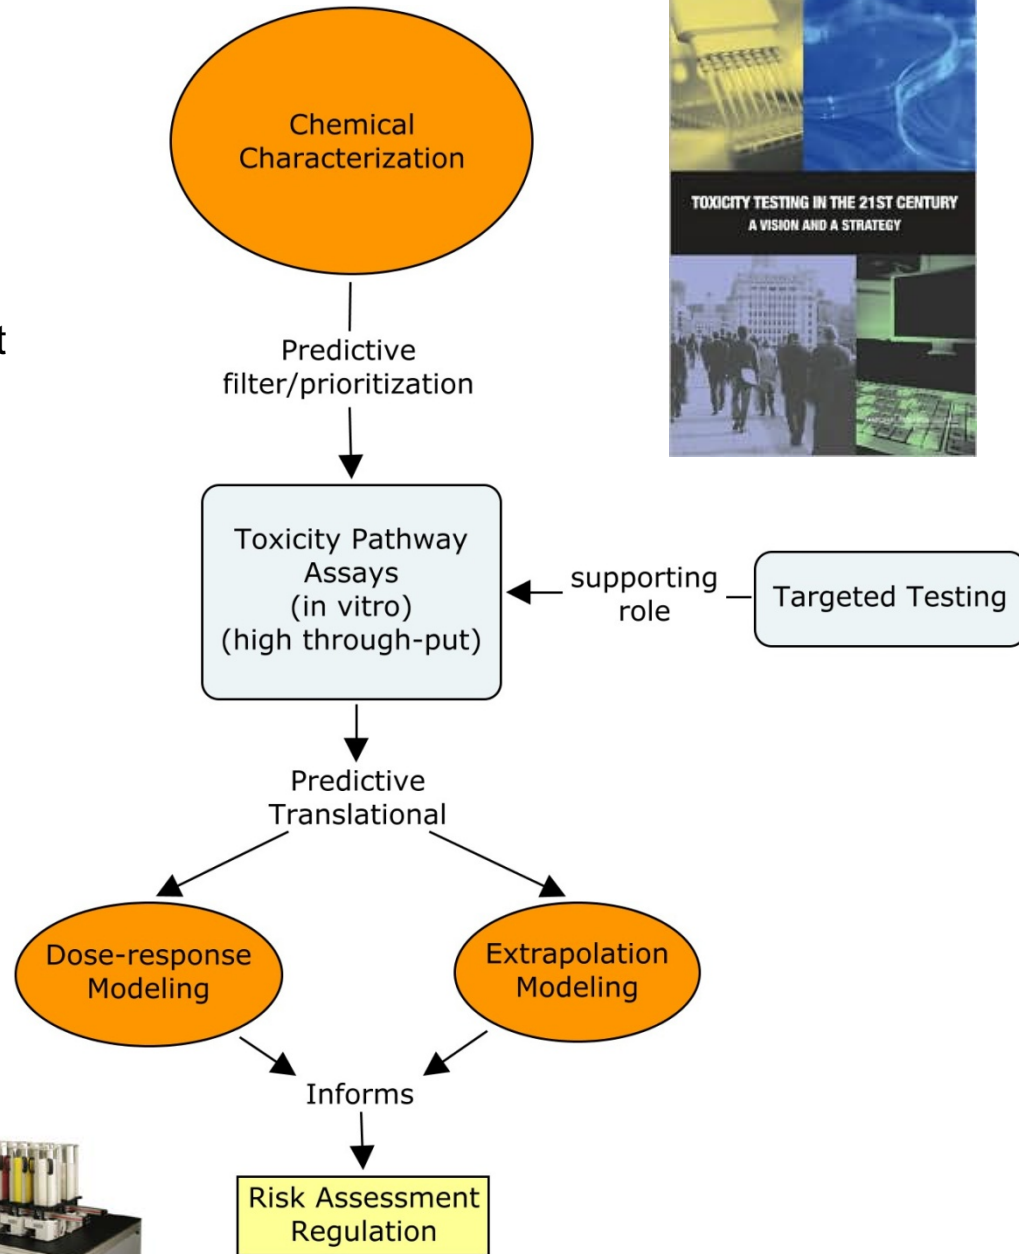 Chemical
Characterization
TOXICITY TESTING IN THE 21ST CENTURY
A VISION AND A STRATEGY
t
Predictive
filter/prioritization
Toxicity Pathway
Assays
(in vitro)
(high through-put)
supporting
role
Targeted Testing
Predictive
Translational
Dose-response
Modeling
Extrapolation
Modeling
Informs
Risk Assessment
Regulation